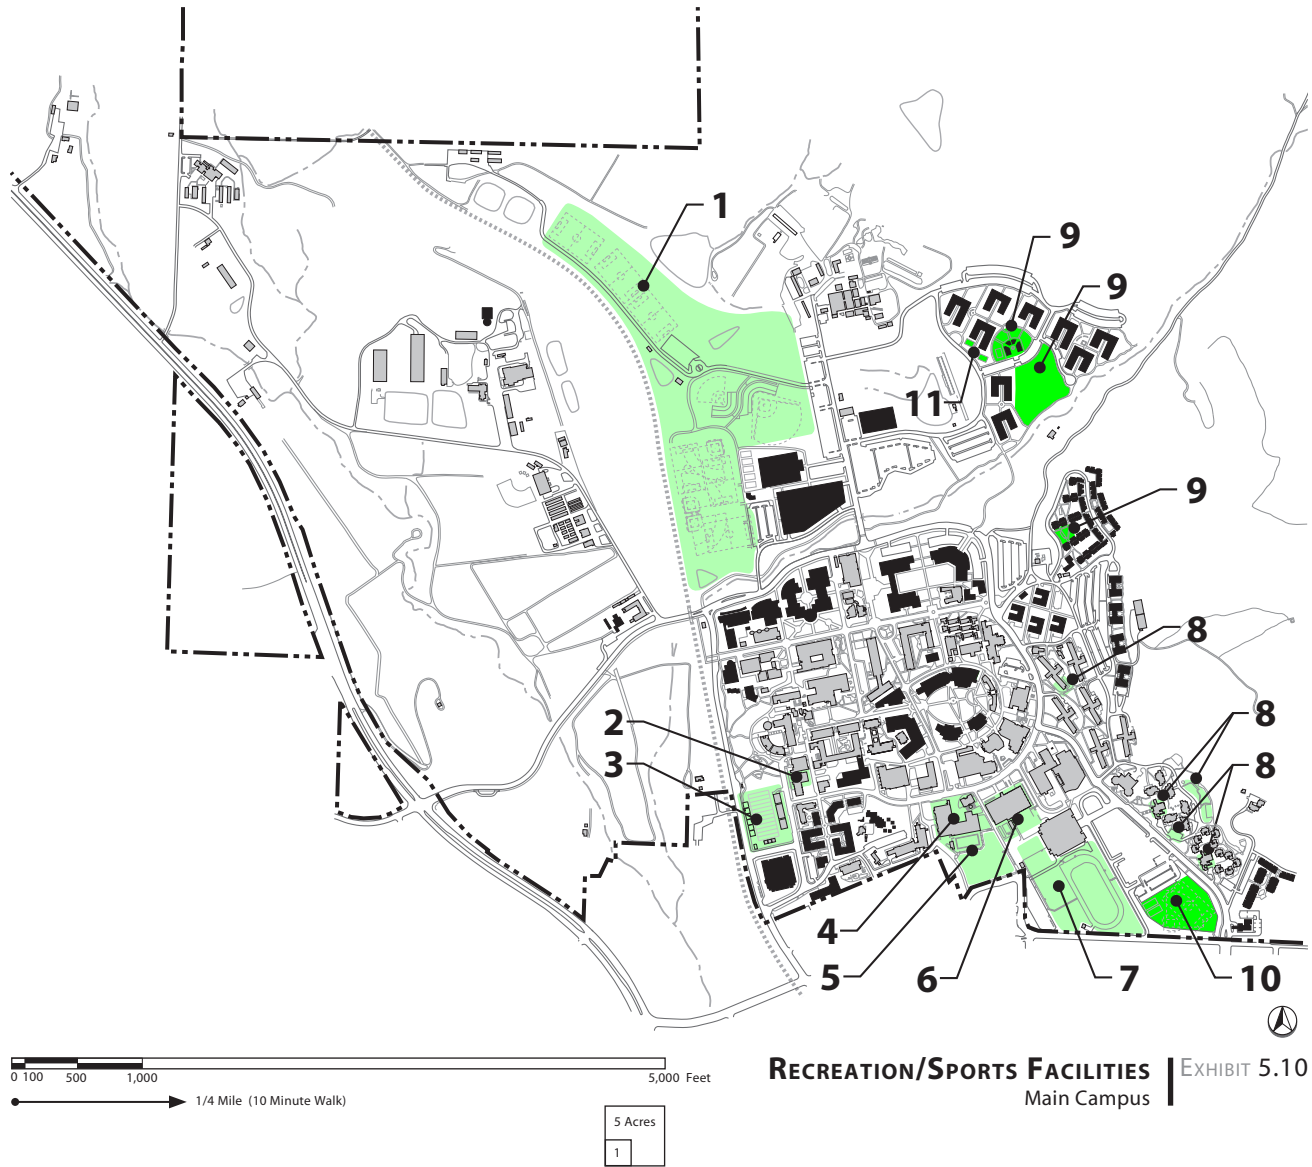 1
9
9
11
9
8
2
8
3
8
4
5
6
7
10
0 100 500 1,000 5,000 Feet
1/4 Mile (10 Minute Walk)
5 Acres
1
RECREATION/SPORTS FACILITIES
Main Campus
EXHIBIT 5.10